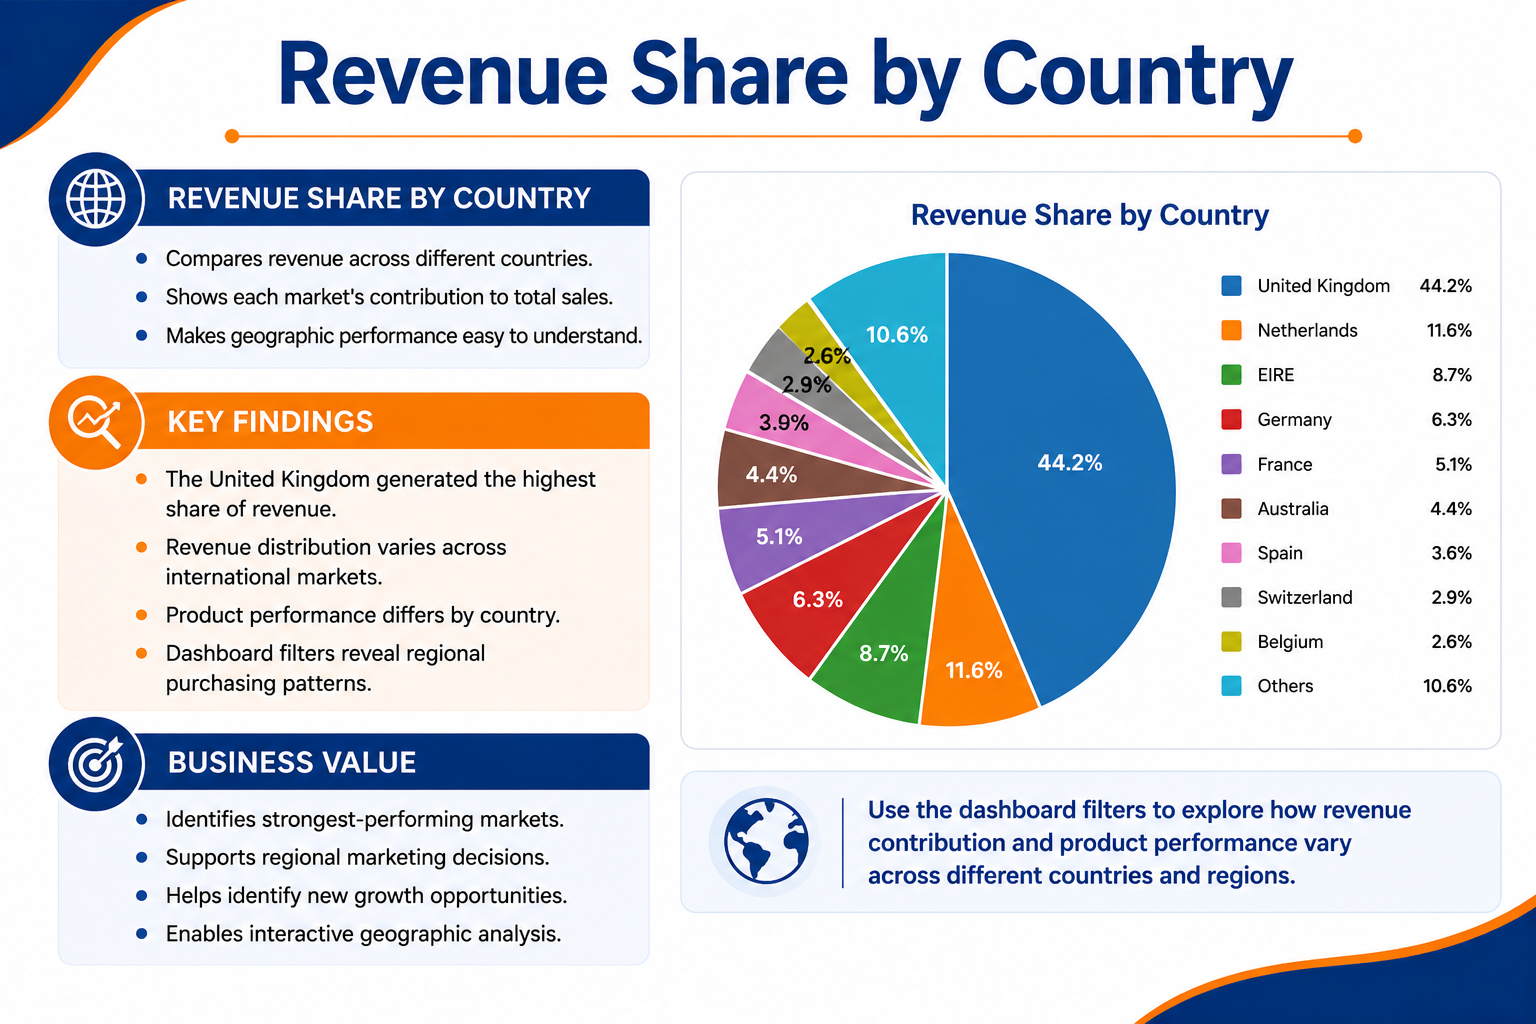 Revenue Share by Country
REVENUE SHARE BY COUNTRY
Compares revenue across different countries.
Shows each market's contribution to total sales.
Makes geographic performance easy to understand.
KEY FINDINGS
The United Kingdom generated the highest
share of revenue.
Revenue distribution varies across
international markets.
Product performance differs by country.
Dashboard filters reveal regional
purchasing patterns.
BUSINESS VALUE
Identifies strongest-performing markets.
Supports regional marketing decisions.
Helps identify new growth opportunities.
Enables interactive geographic analysis.
Revenue Share by Country
10.6%
2.6%
2.9%
3.9%
4.4%
5.1%
6.3%
8.7%
11.6%
44.2%
United Kingdom 44.2%
Netherlands 11.6%
EIRE 8.7%
Germany 6.3%
France 5.1%
Australia 4.4%
Spain 3.6%
Switzerland 2.9%
Belgium 2.6%
Others 10.6%
Use the dashboard filters to explore how revenue
contribution and product performance vary
across different countries and regions.